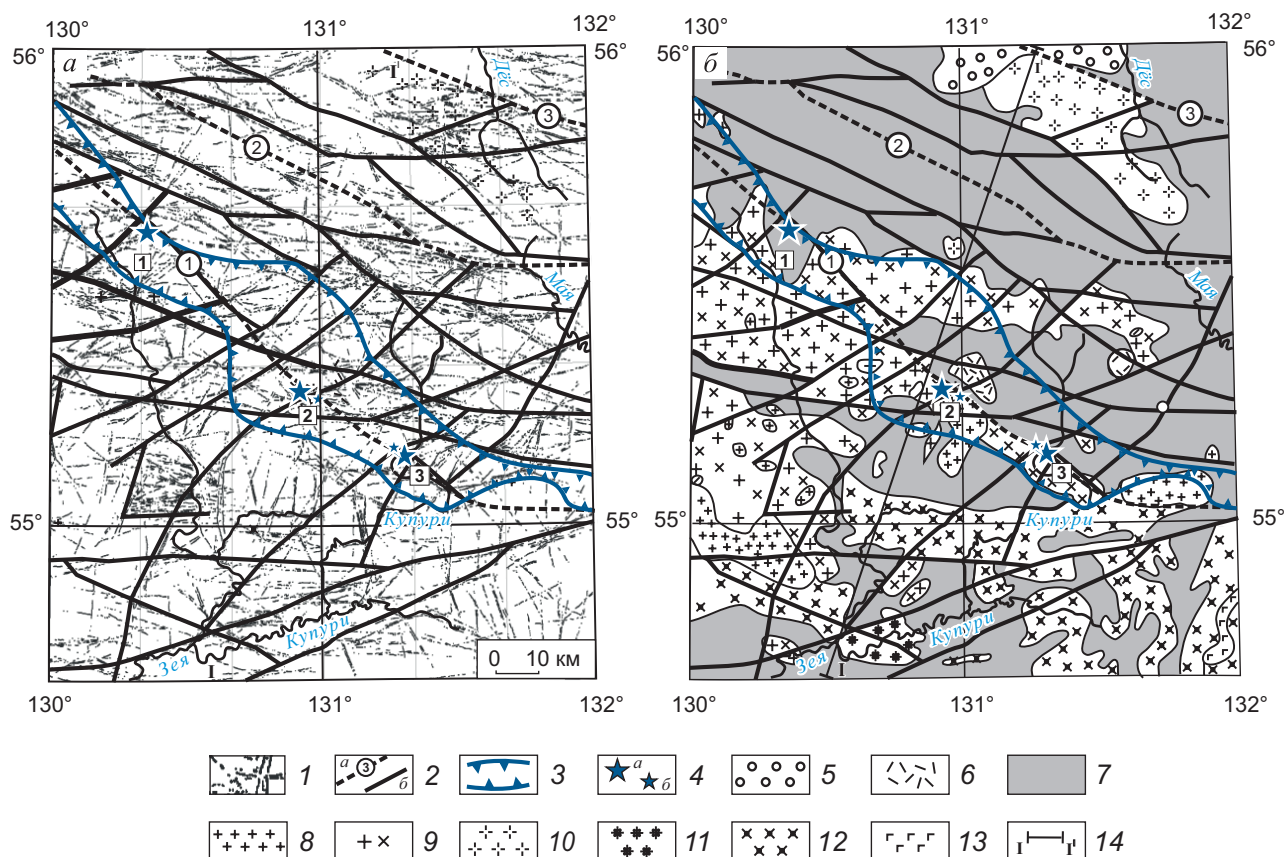 130° 131° 132° 130° 131° 132°
56° 56° 56°
а I Дёс б I Дёс
3 3
2 2
1 1 1 1
Мая Мая
2 2
3 3
55° Купури 55° Купури 55°
Купури Купури
Зея I Зея I
0 10 км
130° 131° 132° 130° 131° 132°
1 а 3 б 2 3 а б 4 5 6 7
8 9 10 11 12 13 I I' 14